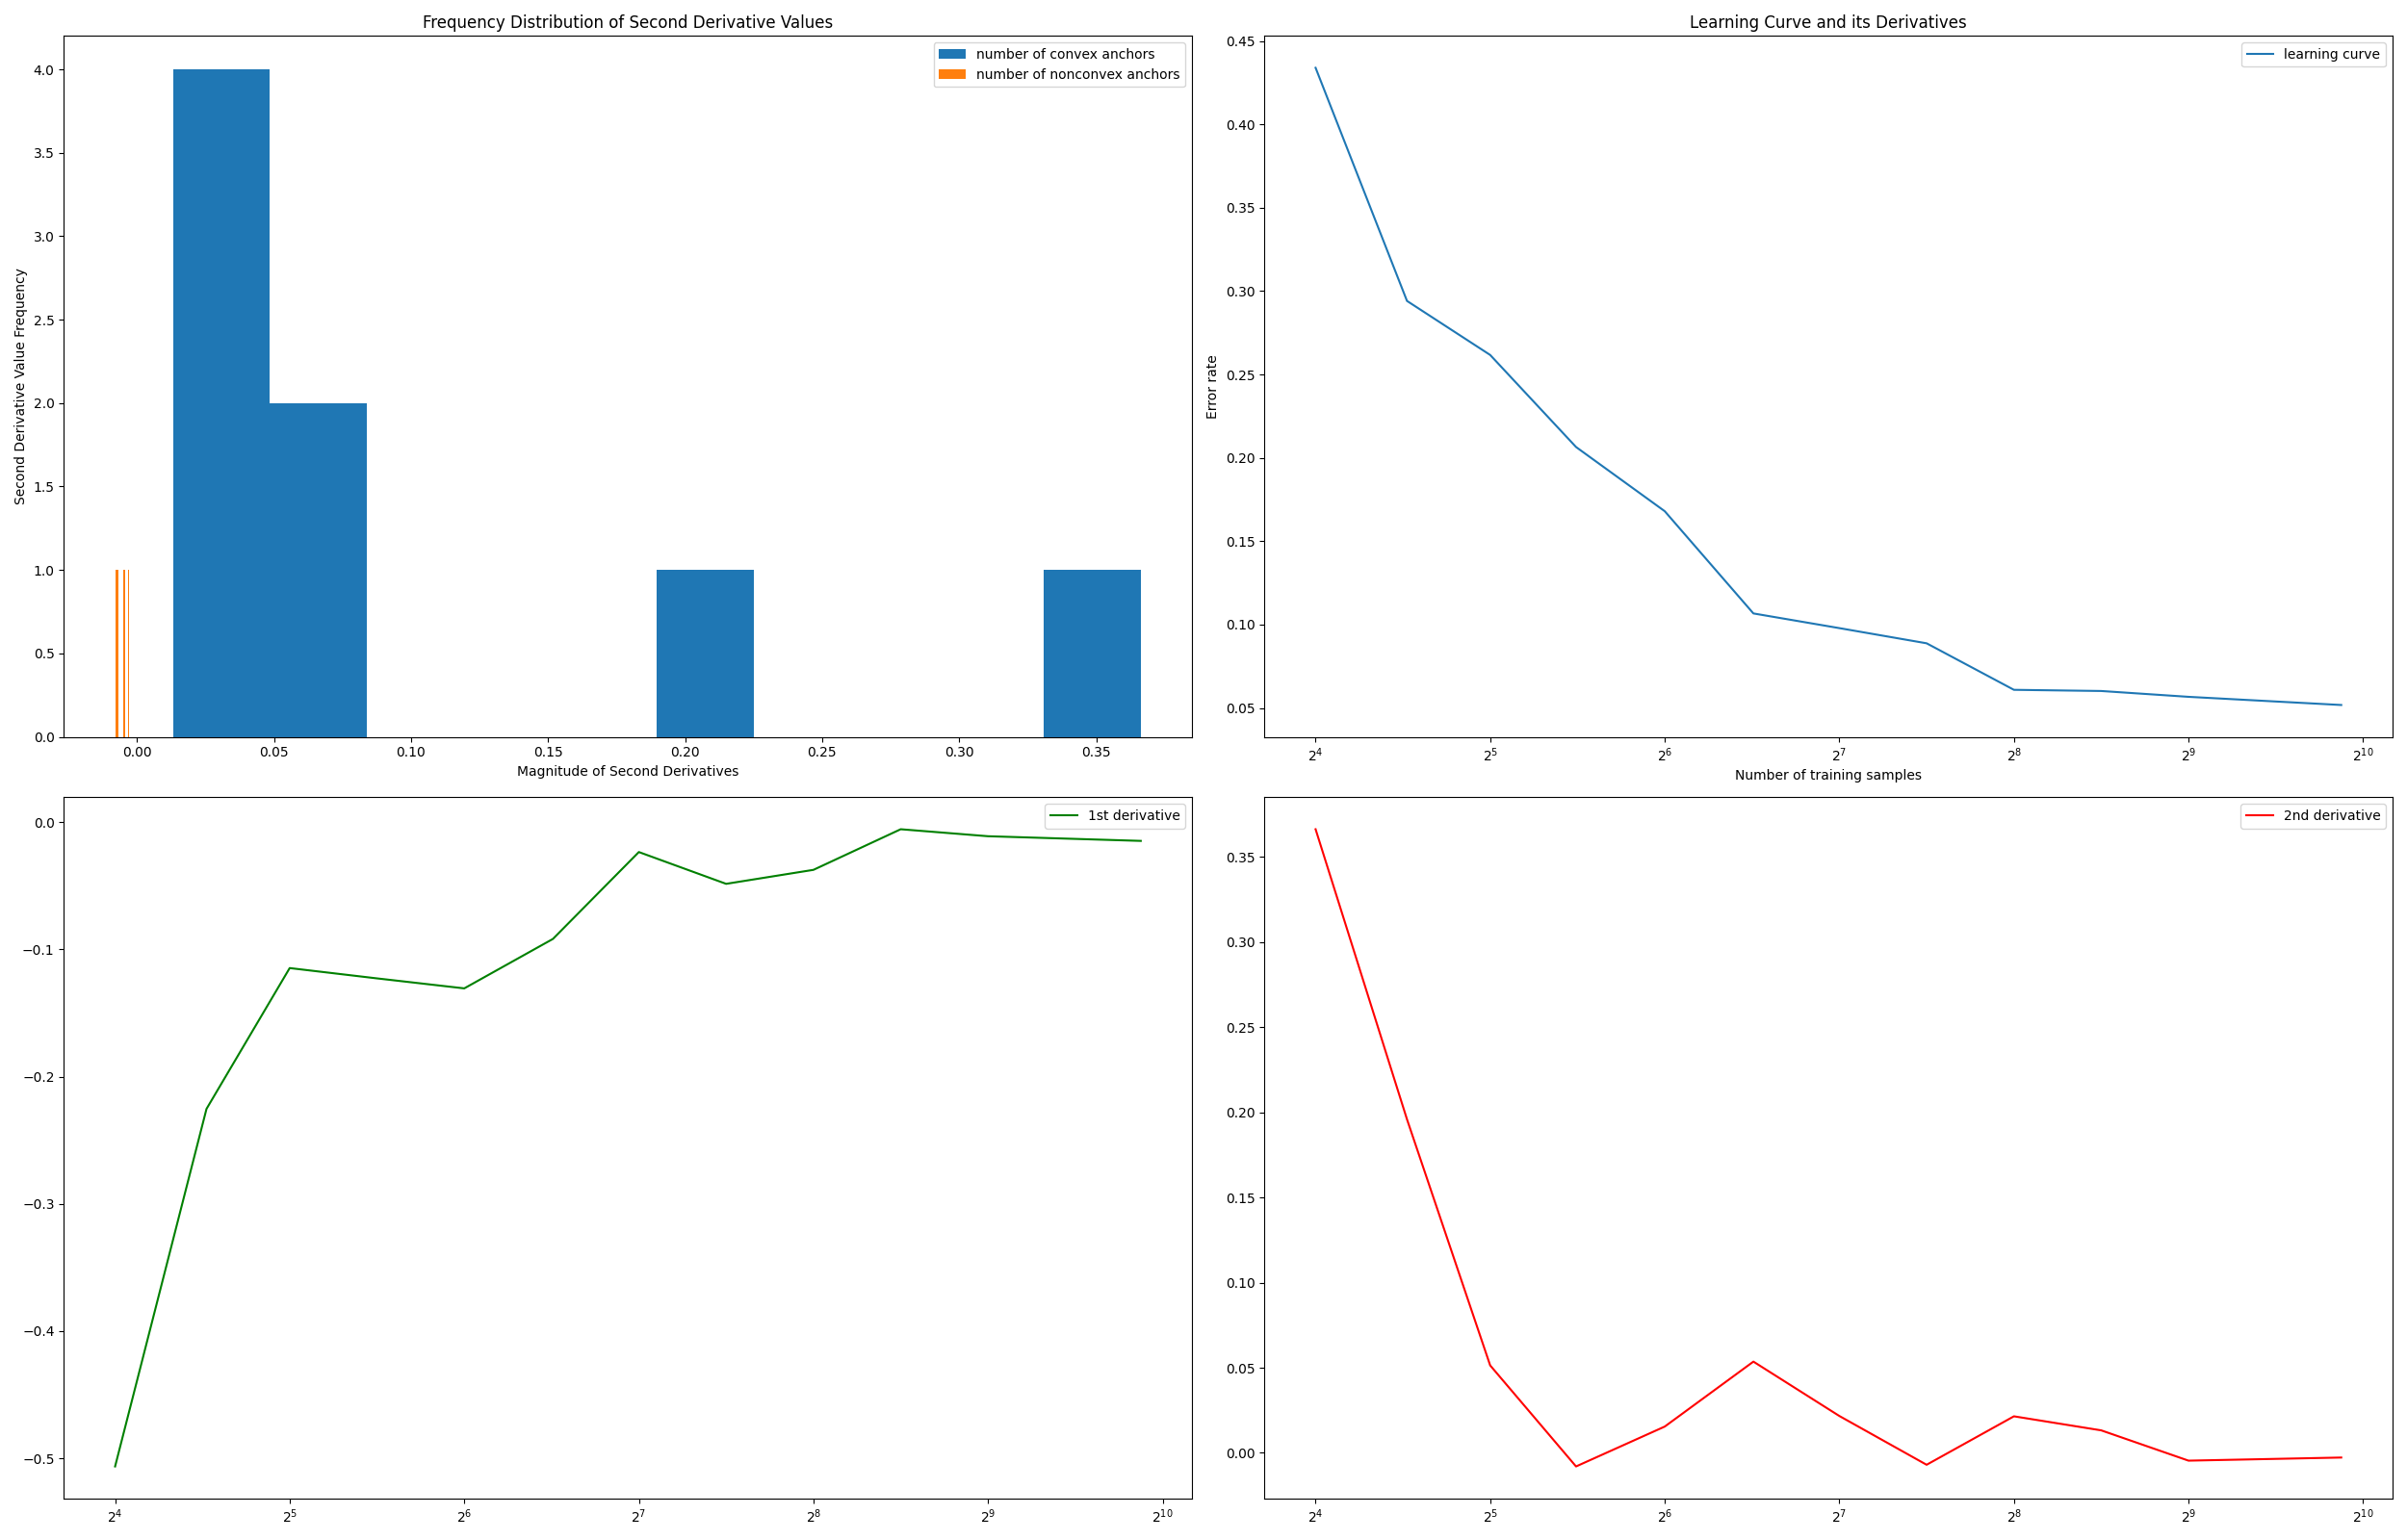 Frequency Distribution of Second Derivative Values
number of convex anchors
number of nonconvex anchors
4.0
3.5
3.0
2.5
2.0
1.5
1.0
0.5
0.0
Second Derivative Value Frequency
0.00 0.05 0.10 0.15 0.20 0.25 0.30 0.35
Magnitude of Second Derivatives
Learning Curve and its Derivatives
learning curve
0.45
0.40
0.35
0.30
0.25
0.20
0.15
0.10
0.05
Error rate
2⁴ 2⁵ 2⁶ 2⁷ 2⁸ 2⁹ 2¹⁰
Number of training samples
1st derivative
0.0
−0.1
−0.2
−0.3
−0.4
−0.5
2⁴ 2⁵ 2⁶ 2⁷ 2⁸ 2⁹ 2¹⁰
2nd derivative
0.35
0.30
0.25
0.20
0.15
0.10
0.05
0.00
2⁴ 2⁵ 2⁶ 2⁷ 2⁸ 2⁹ 2¹⁰